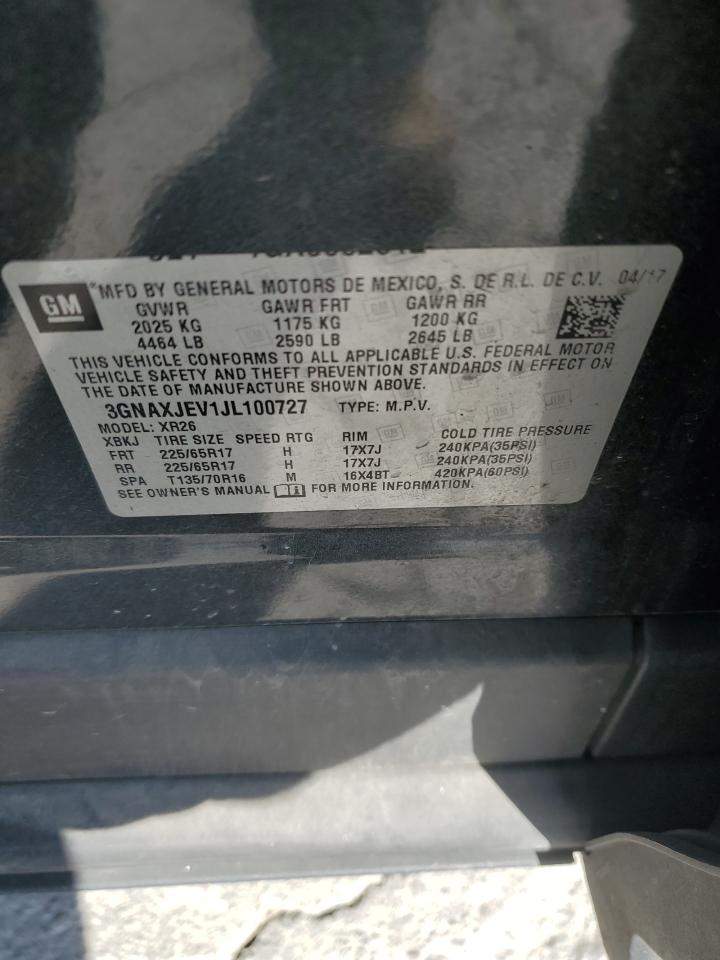 GM
*MFD BY GENERAL MOTORS DE MEXICO, S. DE R.L. DE C.V. 04/17
GVWR GAWR FRT GAWR RR
2025 KG 1175 KG 1200 KG
4464 LB 2590 LB 2645 LB
THIS VEHICLE CONFORMS TO ALL APPLICABLE U.S. FEDERAL MOTOR
VEHICLE SAFETY AND THEFT PREVENTION STANDARDS IN EFFECT ON
THE DATE OF MANUFACTURE SHOWN ABOVE.
3GNAXJEV1JL100727 TYPE: M.P.V.
MODEL: XR26
XBKJ TIRE SIZE SPEED RTG RIM COLD TIRE PRESSURE
FRT 225/65R17 H 17X7J 240KPA(35PSI)
RR 225/65R17 H 17X7J 240KPA(35PSI)
SPA T135/70R16 M 16X4BT 420KPA(60PSI)
SEE OWNER'S MANUAL FOR MORE INFORMATION.